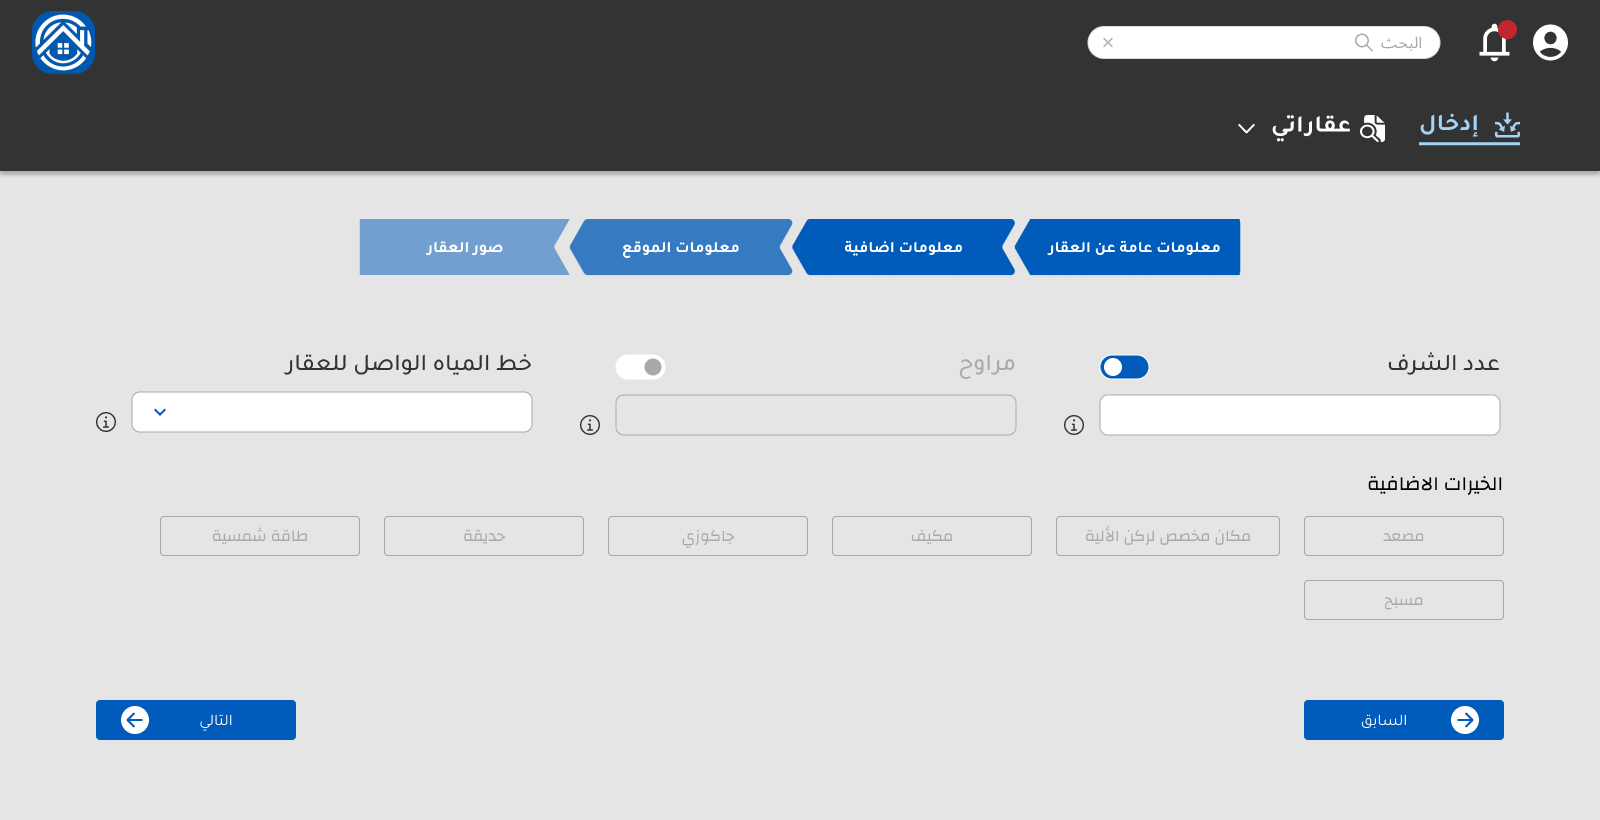 البحث
إدخال
عقاراتي
معلومات عامة عن العقار
معلومات اضافية
معلومات الموقع
صور العقار
عدد الشرف
مراوح
خط المياه الواصل للعقار
الخيرات الاضافية
مصعد
مكان مخصص لركن الألية
مكيف
جاكوزي
حديقة
طاقة شمسية
مسبح
السابق
التالي